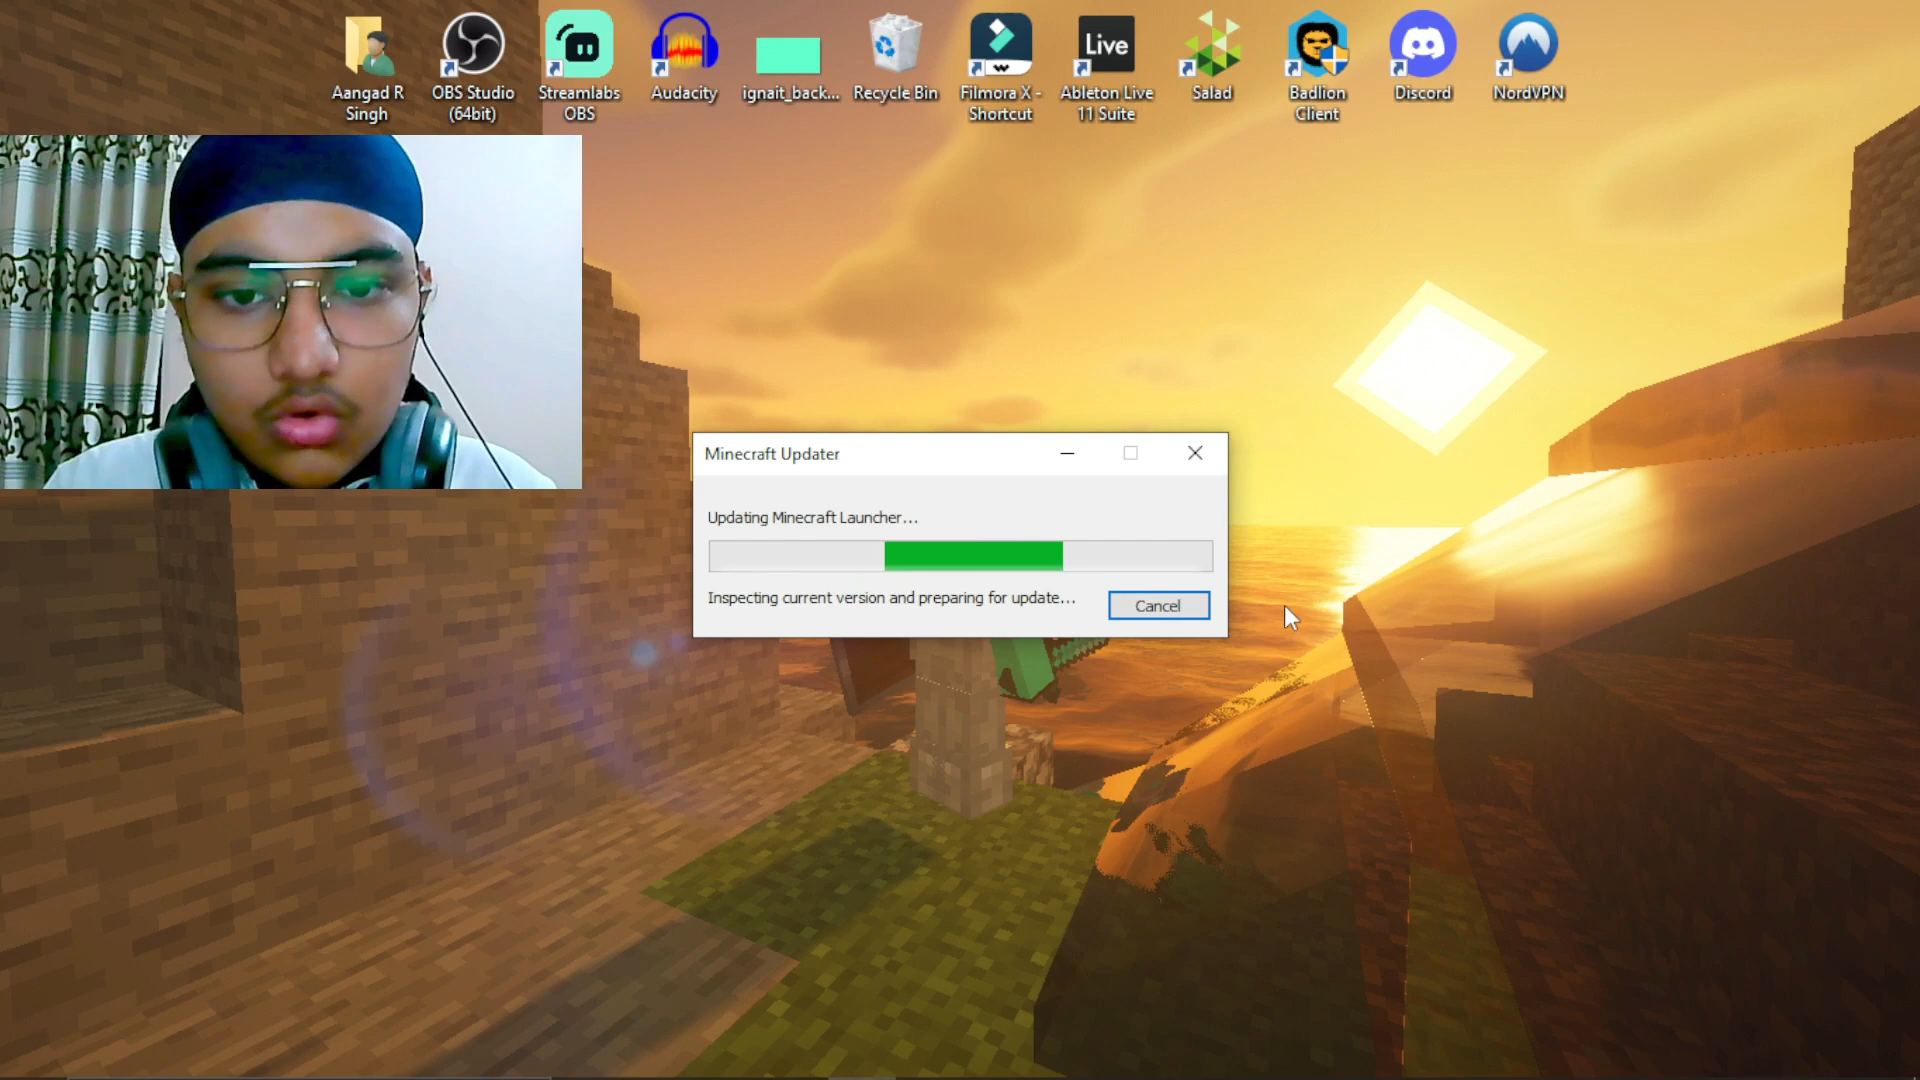 Aangad R
Singh
OBS Studio
(64bit)
Streamlabs
OBS
Audacity
ignait_back...
Recycle Bin
Filmora X -
Shortcut
Live
Ableton Live
11 Suite
Salad
Badlion
Client
Discord
NordVPN
Minecraft Updater
Updating Minecraft Launcher...
Inspecting current version and preparing for update...
Cancel